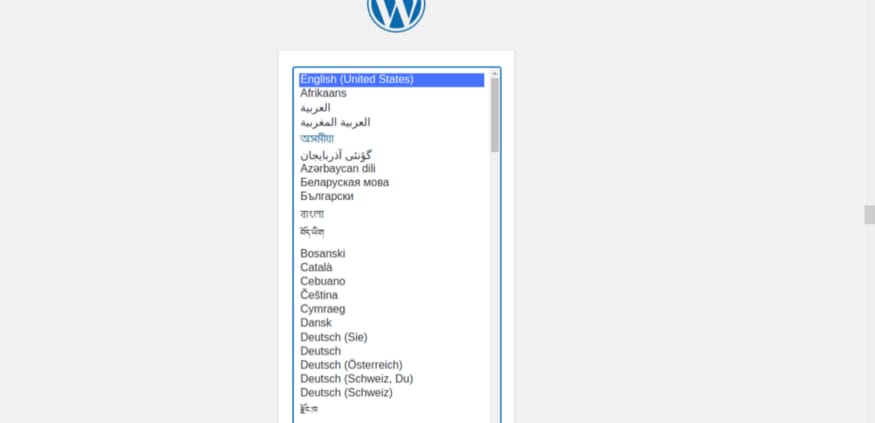 English (United States)
Afrikaans
العربية
العربية المغربية
অসমীয়া
گؤنئی آذربایجان
Azərbaycan dili
Беларуская мова
Български
বাংলা
བོད་ཡིག
Bosanski
Català
Cebuano
Čeština
Cymraeg
Dansk
Deutsch (Sie)
Deutsch
Deutsch (Österreich)
Deutsch (Schweiz, Du)
Deutsch (Schweiz)
རྫོང་ཁ